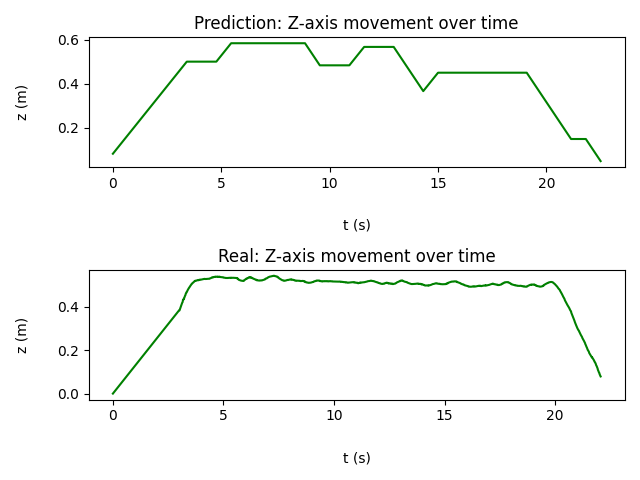 Prediction: Z-axis movement over time
0.6
0.4
0.2
z (m)
0 5 10 15 20
t (s)
Real: Z-axis movement over time
0.4
0.2
0.0
z (m)
0 5 10 15 20
t (s)